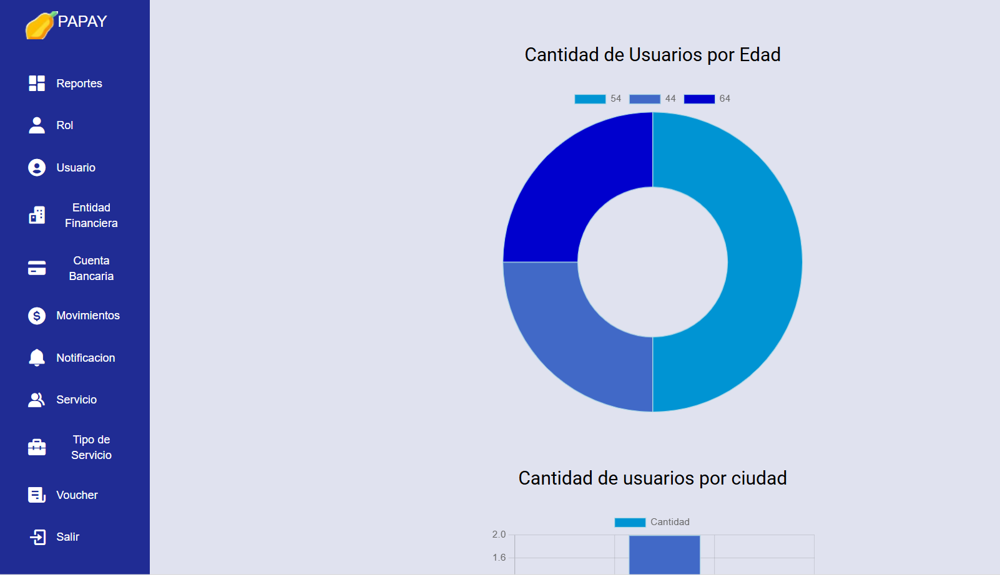 PAPAY
Reportes
Rol
Usuario
Entidad
Financiera
Cuenta
Bancaria
Movimientos
Notificacion
Servicio
Tipo de
Servicio
Voucher
Salir
Cantidad de Usuarios por Edad
54 44 64
Cantidad de usuarios por ciudad
Cantidad
2.0
1.6